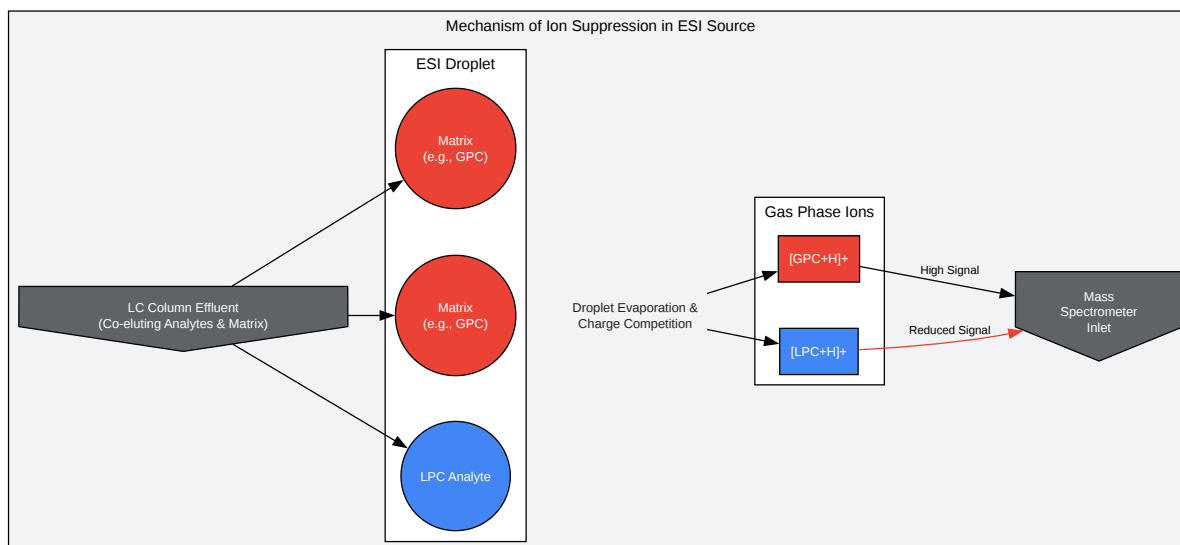 Mechanism of Ion Suppression in ESI Source
ESI Droplet
Matrix
(e.g., GPC)
LC Column Effluent
(Co-eluting Analytes & Matrix)
Matrix
(e.g., GPC)
LPC Analyte
Droplet Evaporation &
Charge Competition
Gas Phase Ions
[GPC+H]+
[LPC+H]+
High Signal
Reduced Signal
Mass
Spectrometer
Inlet